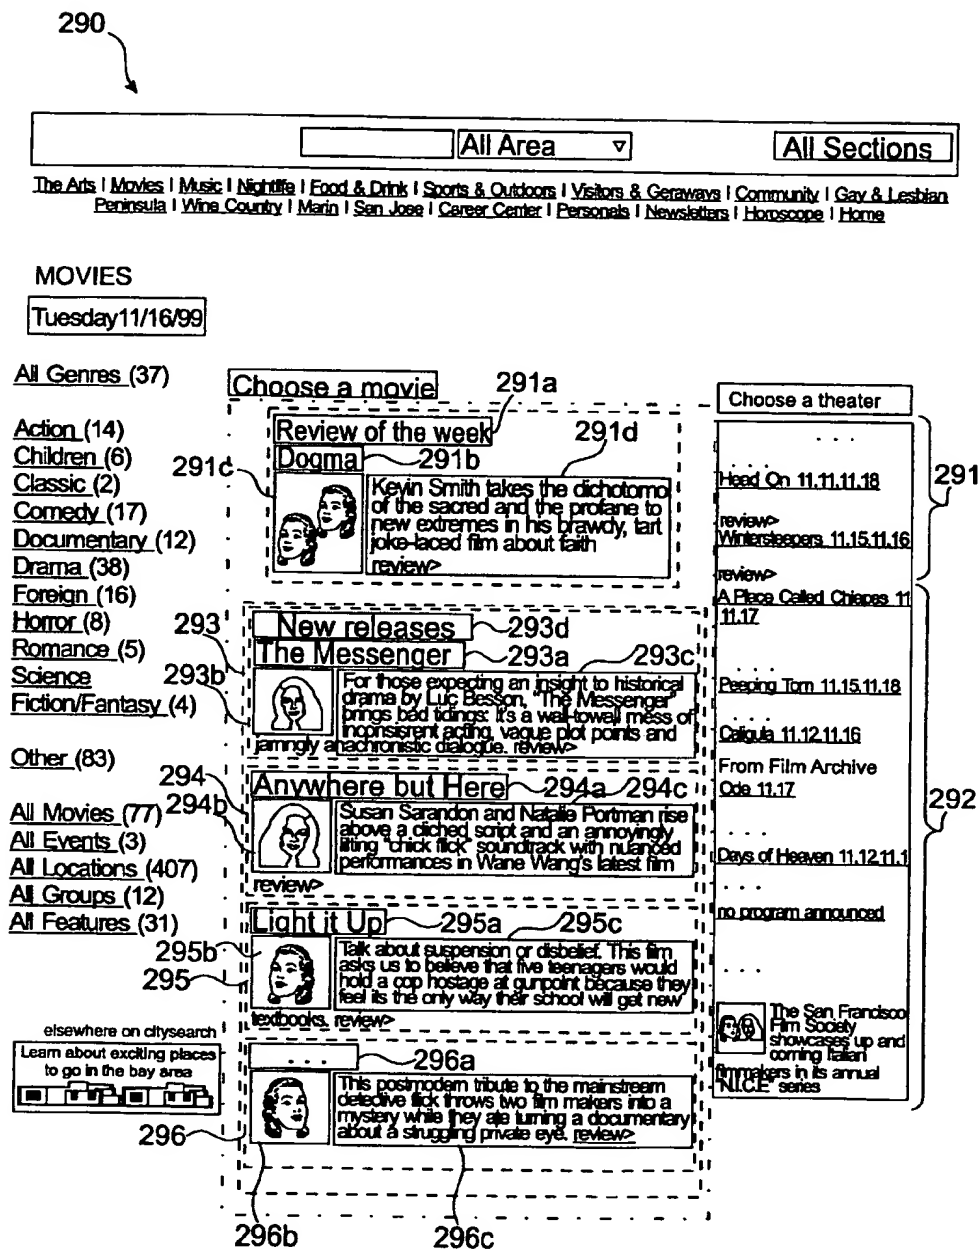 290
All Area
All Sections
The Arts | Movies | Music | Nightlife | Food & Drink | Sports & Outdoors | Visitors & Geraways | Community | Gay & Lesbian
Peninsula | Wine Country | Marin | San Jose | Career Center | Personals | Newsletters | Horoscope | Home
MOVIES
Tuesday11/16/99
All Genres (37)
Action (14)
Children (6)
Classic (2)
Comedy (17)
Documentary (12)
Drama (38)
Foreign (16)
Horror (8)
Romance (5)
Science
Fiction/Fantasy (4)
Other (83)
All Movies (77)
All Events (3)
All Locations (407)
All Groups (12)
All Features (31)
elsewhere on citysearch
Learn about exciting places
to go in the bay area
Choose a movie
291a
Review of the week
291d
Dogma
291b
291c
Kevin Smith takes the dichotomo
of the sacred and the profane to
new extremes in his brawdy, tart
joke-laced film about faith
review>
293
New releases
293d
The Messenger
293a
293c
293b
For those expecting an insight to historical
drama by Luc Besson, "The Messenger"
brings bad tidings: it's a wall-towall mess of
inconsisrent acting, vague plot points and
jarringly anachronistic dialogue. review>
294
Anywhere but Here
294a
294c
294b
Susan Sarandon and Natalie Portman rise
above a cliched script and an annoyingly
lilting "chick flick" soundtrack with nuanced
performances in Wane Wang's latest film
review>
Light it Up
295a
295c
295b
295
Talk about suspension or disbelief. This film
asks us to believe that five teenagers would
hold a cop hostage at gunpoint because they
feel its the only way their school will get new
textbooks. review>
. . .
296a
This postmodern tribute to the mainstream
detective flick throws two film makers into a
mystery while they ate turning a documentary
about a struggling private eye. review>
296
296b
296c
Choose a theater
. . .
. . . .
Head On 11.11.11.18
review>
Wintersteepers 11.15.11.16
review>
A Place Called Chiapas 11
11.17
. . . .
Peeping Tom 11.15.11.18
. . . .
Caligula 11.12.11.16
From Film Archive
Ode 11.17
. . . .
Days of Heaven 11.12.11.1
. . .
no program announced
. . . .
The San Francisco
Film Society
showcases up and
coming Italian
filmmakers in its annual
"N.I.C.E" series
291
292